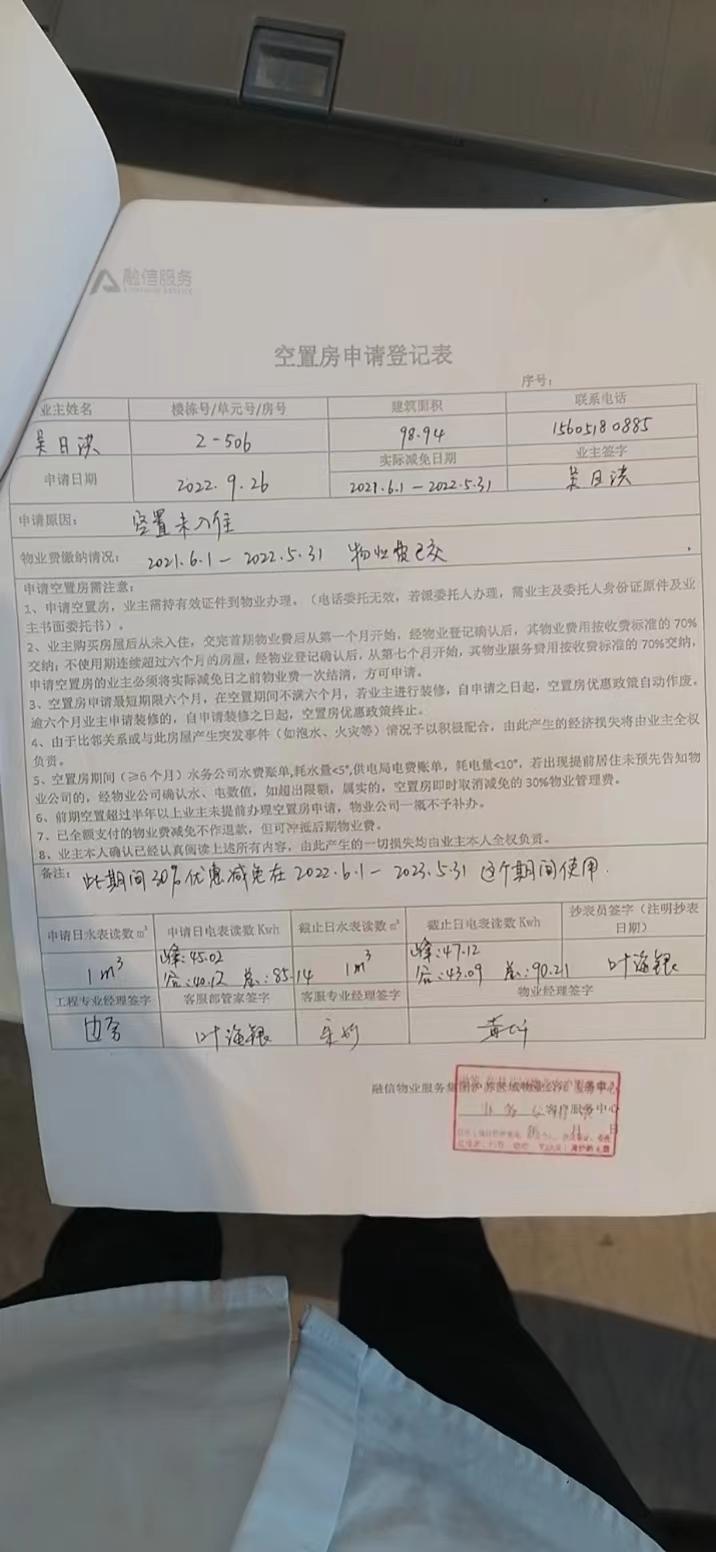 融信服务
空置房申请登记表
序号：
业主姓名 楼栋号/单元号/房号 建筑面积 联系电话
吴日洪 2-506 98.94 15605180885
申请日期 2022.9.26 实际减免日期 业主签字
2021.6.1－2022.5.31 吴日洪
申请原因： 空置未入住
物业费缴纳情况： 2021.6.1－2022.5.31 物业费已交
申请空置房需注意：
1、申请空置房，业主需持有效证件到物业办理。（电话委托无效，若派委托人办理，需业主及委托人身份证原件及业
主书面委托书）。
2、业主购买房屋后从未入住，交完首期物业费后从第一个月开始，经物业登记确认后，其物业费用按收费标准的 70%
交纳，不使用期连续超过六个月的房屋，经物业登记确认后，从第七个月开始，其物业服务费用按收费标准的 70%交纳，
申请空置房的业主必须将实际减免日之前物业费一次结清，方可申请。
3、空置房申请最短期限六个月，在空置期间不满六个月，若业主进行装修，自申请之日起，空置房优惠政策自动作废。
逾六个月业主申请装修的，自申请装修之日起，空置房优惠政策终止。
4、由于比邻关系或与此房屋产生突发事件（如泡水、火灾等）情况予以积极配合，由此产生的经济损失将由业主全权
负责。
5、空置房期间（≥6 个月）水务公司水费账单,耗水量<5°,供电局电费账单，耗电量<10°，若出现提前居住未预先告知物
业公司的，经物业公司确认水、电数值，如超出限额，属实的，空置房即时取消减免的 30%物业管理费。
6、前期空置超过半年以上业主未提前办理空置房申请，物业公司一概不予补办。
7、已全额支付的物业费减免不作退款，但可冲抵后期物业费。
8、业主本人确认已经认真阅读上述所有内容，由此产生的一切损失均由业主本人全权负责。
备注： 此期间30%优惠减免在2022.6.1－2023.5.31这个期间使用.
申请日水表读数 m³ 申请日电表读数 Kwh 截止日水表读数 m³ 截止日电表读数 Kwh 抄表员签字（注明抄表
日期）
1m³ 峰：45.02 1m³ 峰：47.12 叶海银
谷：40.12 总：85.14 谷：43.09 总：90.21
工程专业经理签字 客服部管家签字 客服专业经理签字 物业经理签字
叶海银
融信物业服务集团
客户服务中心
日